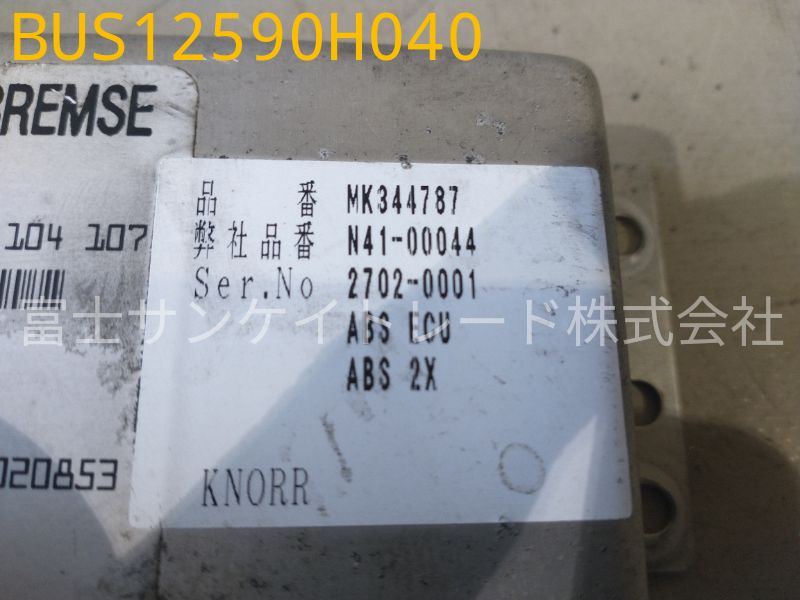 BUS12590H040
BREMSE
品 番 MK344787
104 107
弊社品番 N41-00044
Ser.No 2702-0001
富士サンケイトレード株式会社
ABS ECU
ABS 2X
020853
KNORR